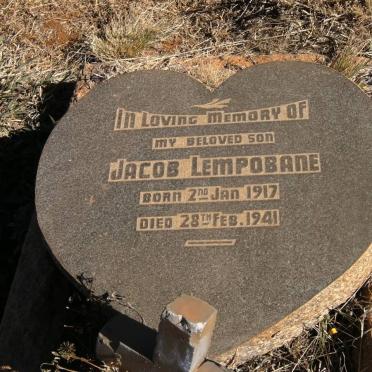 In Loving Memory of
my beloved son
Jacob Lempobane
Born 2nd Jan 1917
Died 28th Feb. 1941